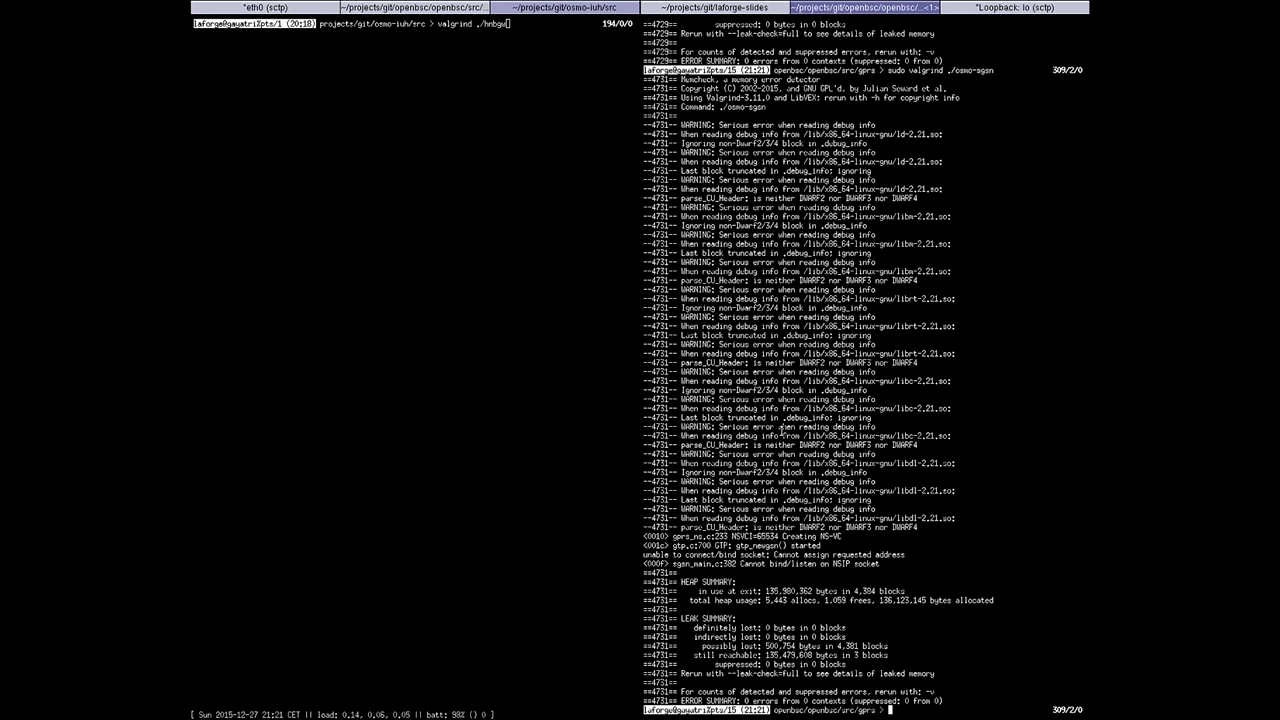 "eth0 (sctp)
~/projects/git/openbsc/openbsc/src/...
~/projects/git/osmo-iuh/src
~/projects/git/laforge-slides
~/projects/git/openbsc/openbsc/... <1>
"Loopback: lo (sctp)
laforge@gayatri%pts/1 (20:18) projects/git/osmo-iuh/src > valgrind ./hnbgw 194/0/0
[ Sun 2015-12-27 21:21 CET || load: 0.14, 0.06, 0.05 || batt: 98% () 0 ]
==4729== suppressed: 0 bytes in 0 blocks
==4729== Rerun with --leak-check=full to see details of leaked memory
==4729==
==4729== For counts of detected and suppressed errors, rerun with: -v
==4729== ERROR SUMMARY: 0 errors from 0 contexts (suppressed: 0 from 0)
laforge@gayatri%pts/15 (21:21) openbsc/openbsc/src/gprs > sudo valgrind ./osmo-sgsn 309/2/0
==4731== Memcheck, a memory error detector
==4731== Copyright (C) 2002-2015, and GNU GPL'd, by Julian Seward et al.
==4731== Using Valgrind-3.11.0 and LibVEX; rerun with -h for copyright info
==4731== Command: ./osmo-sgsn
==4731==
--4731-- WARNING: Serious error when reading debug info
--4731-- When reading debug info from /lib/x86_64-linux-gnu/ld-2.21.so:
--4731-- Ignoring non-Dwarf2/3/4 block in .debug_info
--4731-- WARNING: Serious error when reading debug info
--4731-- When reading debug info from /lib/x86_64-linux-gnu/ld-2.21.so:
--4731-- Last block truncated in .debug_info; ignoring
--4731-- WARNING: Serious error when reading debug info
--4731-- When reading debug info from /lib/x86_64-linux-gnu/ld-2.21.so:
--4731-- parse_CU_Header: is neither DWARF2 nor DWARF3 nor DWARF4
--4731-- WARNING: Serious error when reading debug info
--4731-- When reading debug info from /lib/x86_64-linux-gnu/libm-2.21.so:
--4731-- Ignoring non-Dwarf2/3/4 block in .debug_info
--4731-- WARNING: Serious error when reading debug info
--4731-- When reading debug info from /lib/x86_64-linux-gnu/libm-2.21.so:
--4731-- Last block truncated in .debug_info; ignoring
--4731-- WARNING: Serious error when reading debug info
--4731-- When reading debug info from /lib/x86_64-linux-gnu/libm-2.21.so:
--4731-- parse_CU_Header: is neither DWARF2 nor DWARF3 nor DWARF4
--4731-- WARNING: Serious error when reading debug info
--4731-- When reading debug info from /lib/x86_64-linux-gnu/librt-2.21.so:
--4731-- Ignoring non-Dwarf2/3/4 block in .debug_info
--4731-- WARNING: Serious error when reading debug info
--4731-- When reading debug info from /lib/x86_64-linux-gnu/librt-2.21.so:
--4731-- Last block truncated in .debug_info; ignoring
--4731-- WARNING: Serious error when reading debug info
--4731-- When reading debug info from /lib/x86_64-linux-gnu/librt-2.21.so:
--4731-- parse_CU_Header: is neither DWARF2 nor DWARF3 nor DWARF4
--4731-- WARNING: Serious error when reading debug info
--4731-- When reading debug info from /lib/x86_64-linux-gnu/libc-2.21.so:
--4731-- Ignoring non-Dwarf2/3/4 block in .debug_info
--4731-- WARNING: Serious error when reading debug info
--4731-- When reading debug info from /lib/x86_64-linux-gnu/libc-2.21.so:
--4731-- Last block truncated in .debug_info; ignoring
--4731-- WARNING: Serious error when reading debug info
--4731-- When reading debug info from /lib/x86_64-linux-gnu/libc-2.21.so:
--4731-- parse_CU_Header: is neither DWARF2 nor DWARF3 nor DWARF4
--4731-- WARNING: Serious error when reading debug info
--4731-- When reading debug info from /lib/x86_64-linux-gnu/libdl-2.21.so:
--4731-- Ignoring non-Dwarf2/3/4 block in .debug_info
--4731-- WARNING: Serious error when reading debug info
--4731-- When reading debug info from /lib/x86_64-linux-gnu/libdl-2.21.so:
--4731-- Last block truncated in .debug_info; ignoring
--4731-- WARNING: Serious error when reading debug info
--4731-- When reading debug info from /lib/x86_64-linux-gnu/libdl-2.21.so:
--4731-- parse_CU_Header: is neither DWARF2 nor DWARF3 nor DWARF4
<0010> gprs_ns.c:233 NSVCI=65534 Creating NS-VC
<001c> gtp.c:700 GTP: gtp_newgsn() started
unable to connect/bind socket: Cannot assign requested address
<000f> sgsn_main.c:382 Cannot bind/listen on NSIP socket
==4731==
==4731== HEAP SUMMARY:
==4731== in use at exit: 135,980,362 bytes in 4,384 blocks
==4731== total heap usage: 5,443 allocs, 1,059 frees, 136,123,145 bytes allocated
==4731==
==4731== LEAK SUMMARY:
==4731== definitely lost: 0 bytes in 0 blocks
==4731== indirectly lost: 0 bytes in 0 blocks
==4731== possibly lost: 500,754 bytes in 4,381 blocks
==4731== still reachable: 135,479,608 bytes in 3 blocks
==4731== suppressed: 0 bytes in 0 blocks
==4731== Rerun with --leak-check=full to see details of leaked memory
==4731==
==4731== For counts of detected and suppressed errors, rerun with: -v
==4731== ERROR SUMMARY: 0 errors from 0 contexts (suppressed: 0 from 0)
laforge@gayatri%pts/15 (21:21) openbsc/openbsc/src/gprs > 309/2/0